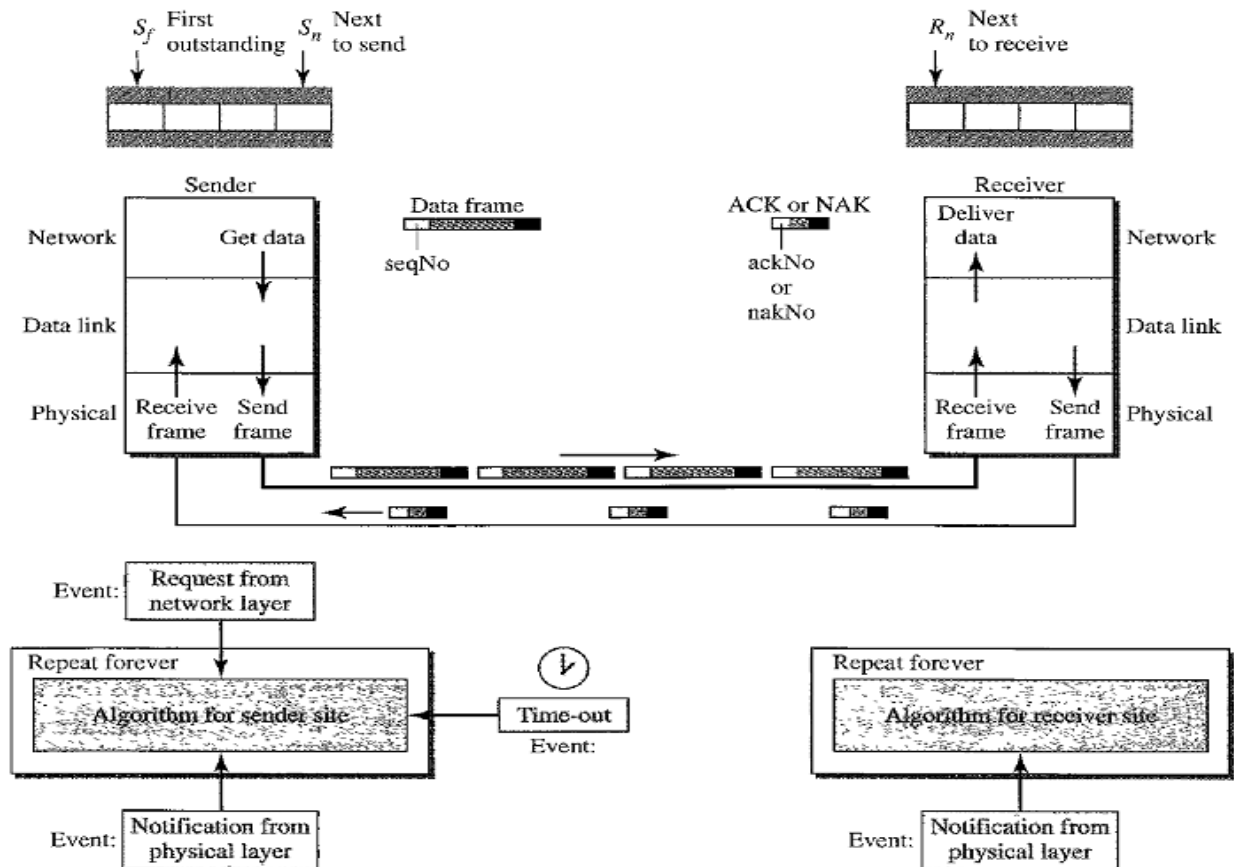 S_f First
outstanding
S_n Next
to send
R_n Next
to receive
Sender
Receiver
Data frame
seqNo
ACK or NAK
ackNo
or
nakNo
Network
Get data
Deliver
data
Network
Data link
Data link
Physical
Receive
frame
Send
frame
Receive
frame
Send
frame
Physical
Event:
Request from
network layer
Repeat forever
Algorithm for sender site
Time-out
Event:
Repeat forever
Algorithm for receiver site
Event:
Notification from
physical layer
Event:
Notification from
physical layer